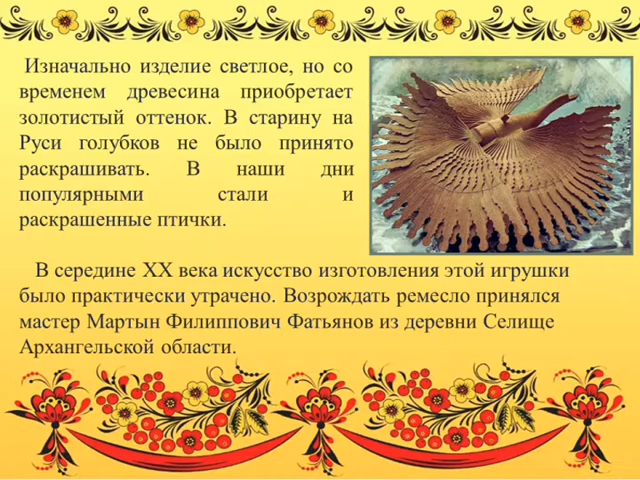 Изначально изделие светлое, но со
временем древесина приобретает
золотистый оттенок. В старину на
Руси голубков не было принято
раскрашивать. В наши дни
популярными стали и
раскрашенные птички.
В середине XX века искусство изготовления этой игрушки
было практически утрачено. Возрождать ремесло принялся
мастер Мартын Филиппович Фатьянов из деревни Селище
Архангельской области.